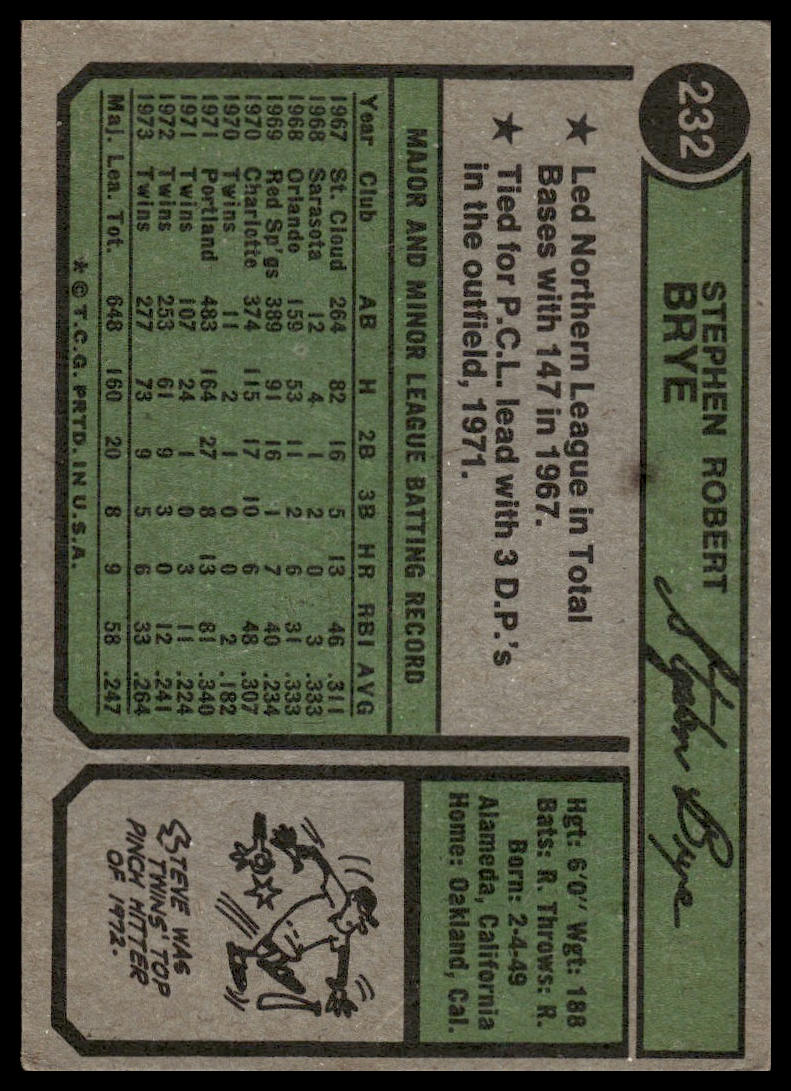 232
STEPHEN ROBERT
BRYE
Stephen Brye
★ Led Northern League in Total
Bases with 147 in 1967.
★ Tied for P.C.L. lead with 3 D.P.'s
in the outfield, 1971.
MAJOR AND MINOR LEAGUE BATTING RECORD
Year Club AB H 2B 3B HR RBI AVG
1967 St. Cloud 264 82 16 5 13 46 .311
1968 Sarasota 12 4 1 2 0 3 .333
1968 Orlando 159 53 11 2 6 31 .333
1969 Red Sp'gs 389 91 16 1 7 40 .234
1970 Charlotte 374 115 17 10 6 48 .307
1970 Twins 11 2 1 0 0 2 .182
1971 Portland 483 164 27 8 13 81 .340
1971 Twins 107 24 1 0 3 11 .224
1972 Twins 253 61 9 3 0 12 .241
1973 Twins 277 73 9 5 6 33 .264
Maj. Lea. Tot. 648 160 20 8 9 58 .247
★ © T.C.G. PRTD. IN U.S.A.
Hgt: 6'0" Wgt: 188
Bats: R. Throws: R.
Born: 2-4-49
Alameda, California
Home: Oakland, Cal.
STEVE WAS
TWINS' TOP
PINCH HITTER
OF 1972.